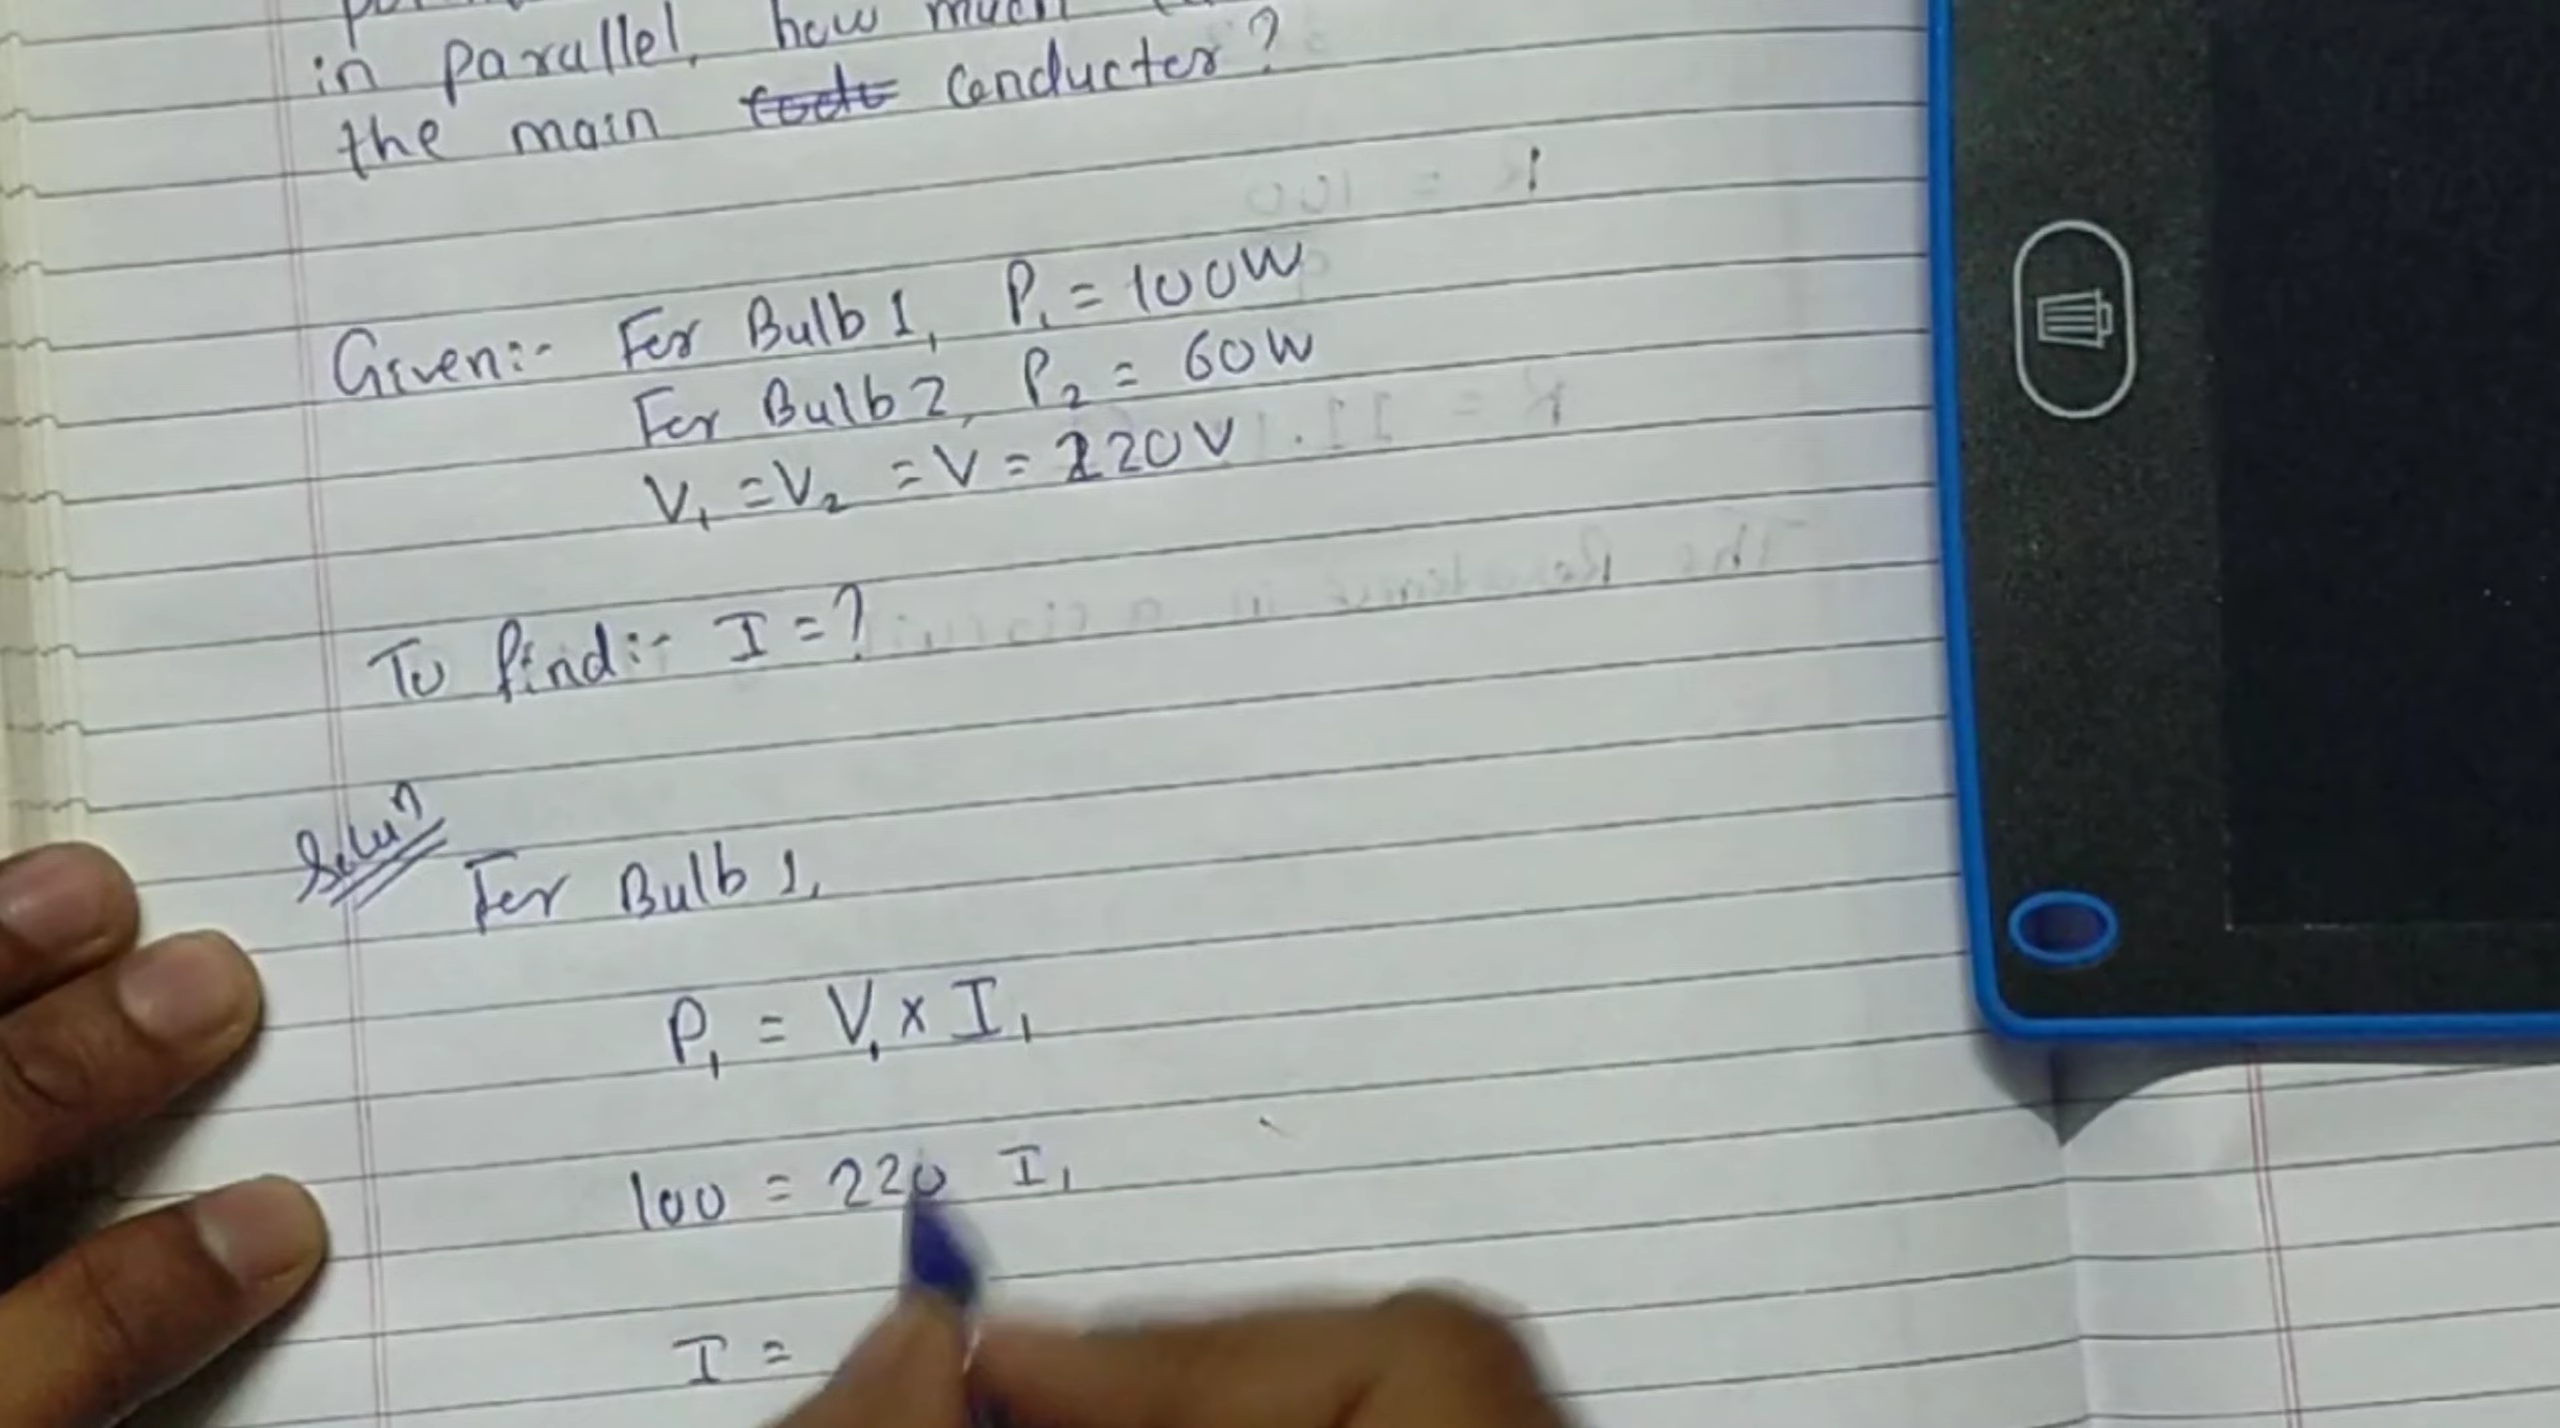 in parallel, how much
the main conductor?
Given:- For Bulb 1, P₁ = 100W
For Bulb 2, P₂ = 60W
V₁ = V₂ = V = 220V
To find:- I = ?
Soluⁿ
For Bulb 1,
P₁ = V₁ x I₁
100 = 220 I₁
I =